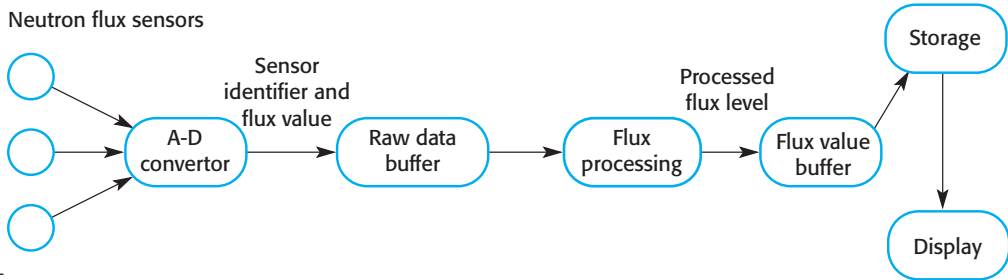 Neutron flux sensors
A-D
convertor
Sensor
identifier and
flux value
Raw data
buffer
Flux
processing
Processed
flux level
Flux value
buffer
Storage
Display